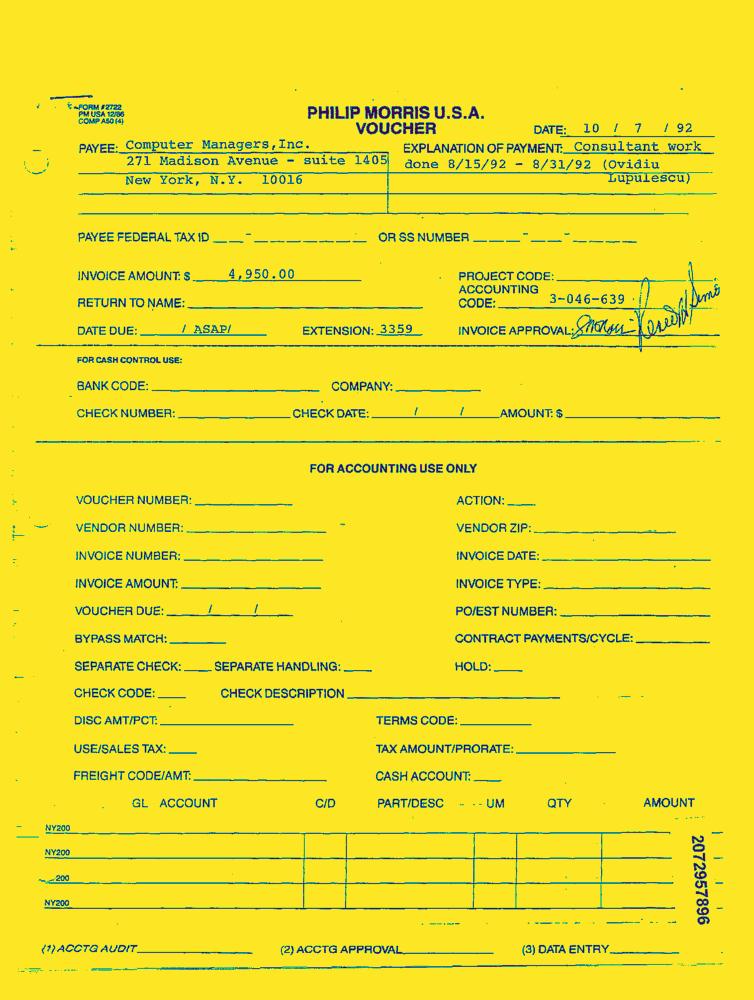 FORM #2722
PM USA 12/86
COMP A50 (4)
PHILIP MORRIS U.S.A.
VOUCHER
DATE: 10 / 7 / 92
PAYEE: Computer Managers,Inc.
271 Madison Avenue - suite 1405
New York, N.Y. 10016
EXPLANATION OF PAYMENT: Consultant work
done 8/15/92 - 8/31/92 (Ovidiu
Lupulescu)
PAYEE FEDERAL TAX ID __-_______ OR SS NUMBER ___-__-____
INVOICE AMOUNT: $ 4,950.00 PROJECT CODE:
RETURN TO NAME: ACCOUNTING
CODE: 3-046-639
DATE DUE: / ASAP/ EXTENSION: 3359 INVOICE APPROVAL:
FOR CASH CONTROL USE:
BANK CODE: COMPANY:
CHECK NUMBER: CHECK DATE: / / AMOUNT: $
FOR ACCOUNTING USE ONLY
VOUCHER NUMBER: ACTION:
VENDOR NUMBER: VENDOR ZIP:
INVOICE NUMBER: INVOICE DATE:
INVOICE AMOUNT: INVOICE TYPE:
VOUCHER DUE: / / PO/EST NUMBER:
BYPASS MATCH: CONTRACT PAYMENTS/CYCLE:
SEPARATE CHECK: SEPARATE HANDLING: HOLD:
CHECK CODE: CHECK DESCRIPTION
DISC AMT/PCT: TERMS CODE:
USE/SALES TAX: TAX AMOUNT/PRORATE:
FREIGHT CODE/AMT: CASH ACCOUNT:
GL ACCOUNT C/D PART/DESC UM QTY AMOUNT
NY200
NY200
200
NY200
2072957896
(1) ACCTG AUDIT (2) ACCTG APPROVAL (3) DATA ENTRY